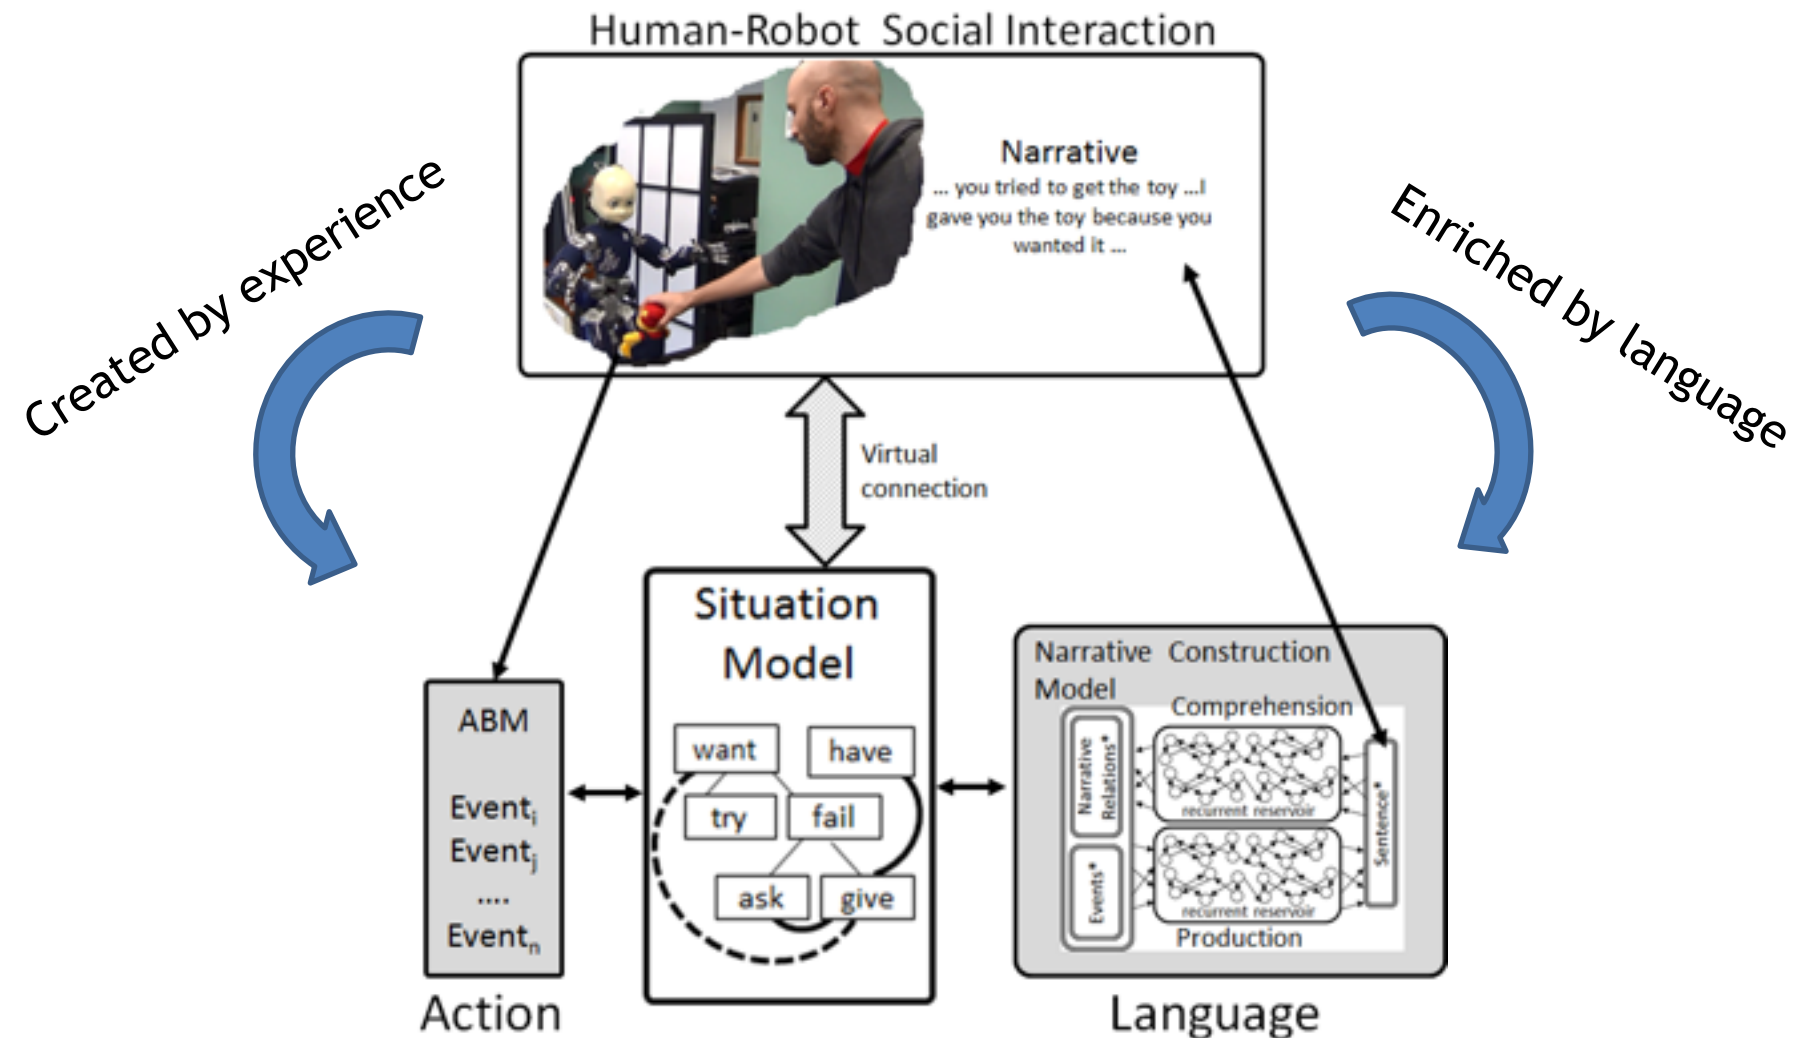 Human-Robot Social Interaction
Narrative
... you tried to get the toy ...I
gave you the toy because you
wanted it ...
Created by experience
Enriched by language
Virtual
connection
Situation
Model
want
have
try
fail
ask
give
ABM
Eventi
Eventj
....
Eventn
Action
Narrative Construction
Model
Comprehension
Narrative
Relations*
recurrent reservoir
Sentence*
Events*
recurrent reservoir
Production
Language